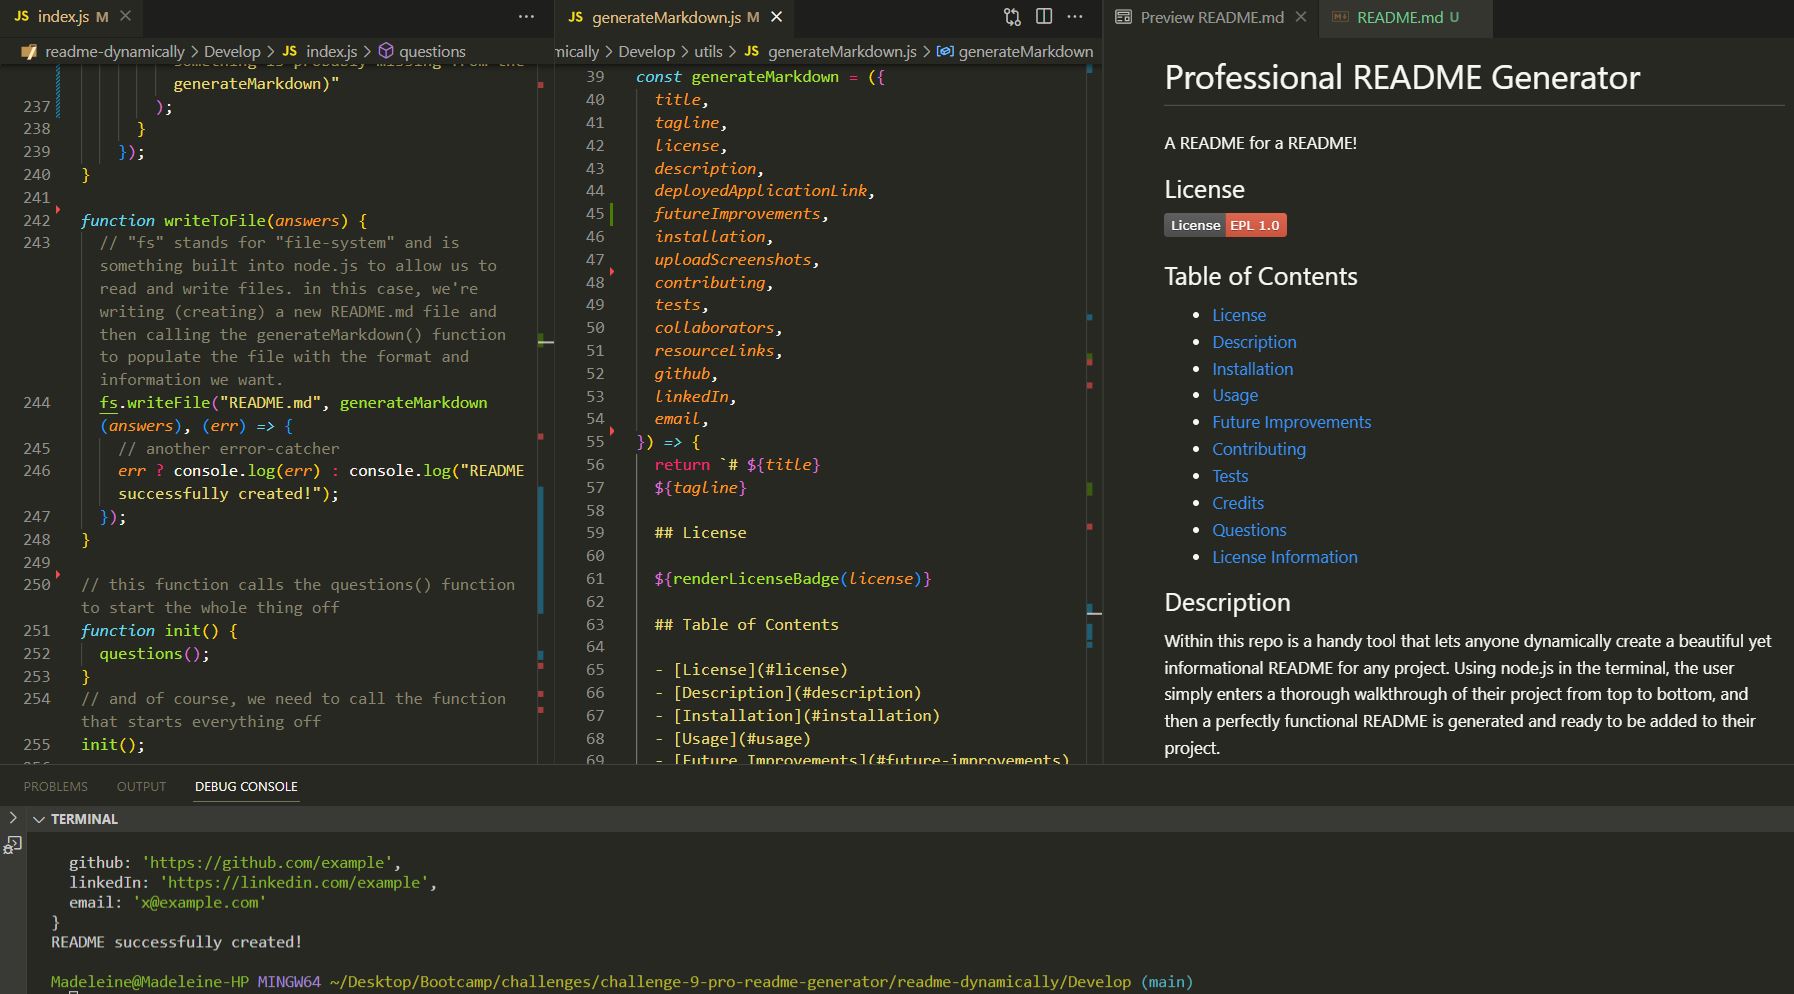 JS index.js M ×
···
readme-dynamically > Develop > JS index.js > questions
something is probably missing from the
generateMarkdown)"
237 );
238 }
239 });
240 }
241
242 function writeToFile(answers) {
243 // "fs" stands for "file-system" and is
something built into node.js to allow us to
read and write files. in this case, we're
writing (creating) a new README.md file and
then calling the generateMarkdown() function
to populate the file with the format and
information we want.
244 fs.writeFile("README.md", generateMarkdown
(answers), (err) => {
245 // another error-catcher
246 err ? console.log(err) : console.log("README
successfully created!");
247 });
248 }
249
250 // this function calls the questions() function
to start the whole thing off
251 function init() {
252 questions();
253 }
254 // and of course, we need to call the function
that starts everything off
255 init();
256
JS generateMarkdown.js M ×
···
mically > Develop > utils > JS generateMarkdown.js > generateMarkdown
39 const generateMarkdown = ({
40 title,
41 tagline,
42 license,
43 description,
44 deployedApplicationLink,
45 futureImprovements,
46 installation,
47 uploadScreenshots,
48 contributing,
49 tests,
50 collaborators,
51 resourceLinks,
52 github,
53 linkedIn,
54 email,
55 }) => {
56 return `# ${title}
57 ${tagline}
58
59 ## License
60
61 ${renderLicenseBadge(license)}
62
63 ## Table of Contents
64
65 - [License](#license)
66 - [Description](#description)
67 - [Installation](#installation)
68 - [Usage](#usage)
69 - [Future Improvements](#future-improvements)
Preview README.md ×
README.md U
Professional README Generator
A README for a README!
License
License EPL 1.0
Table of Contents
• License
• Description
• Installation
• Usage
• Future Improvements
• Contributing
• Tests
• Credits
• Questions
• License Information
Description
Within this repo is a handy tool that lets anyone dynamically create a beautiful yet
informational README for any project. Using node.js in the terminal, the user
simply enters a thorough walkthrough of their project from top to bottom, and
then a perfectly functional README is generated and ready to be added to their
project.
PROBLEMS OUTPUT DEBUG CONSOLE
TERMINAL
github: 'https://github.com/example',
linkedIn: 'https://linkedin.com/example',
email: 'x@example.com'
}
README successfully created!
Madeleine@Madeleine-HP MINGW64 ~/Desktop/Bootcamp/challenges/challenge-9-pro-readme-generator/readme-dynamically/Develop (main)